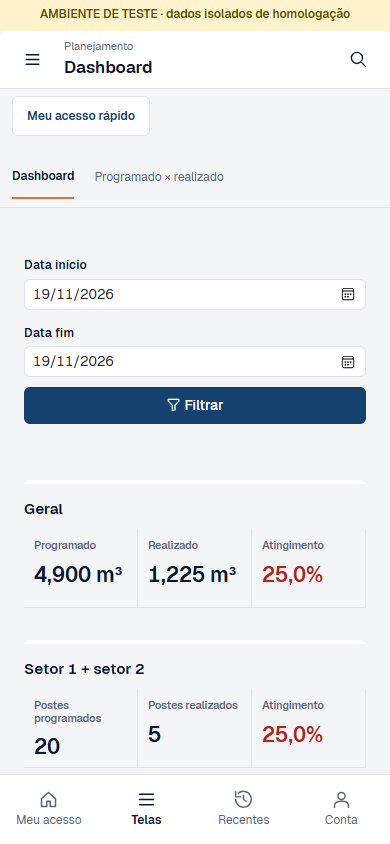 AMBIENTE DE TESTE · dados isolados de homologação
Planejamento
Dashboard
Meu acesso rápido
Dashboard
Programado × realizado
Data início
19/11/2026
Data fim
19/11/2026
Filtrar
Geral
Programado
Realizado
Atingimento
4,900 m³
1,225 m³
25,0%
Setor 1 + setor 2
Postes programados
Postes realizados
Atingimento
20
5
25,0%
Meu acesso
Telas
Recentes
Conta